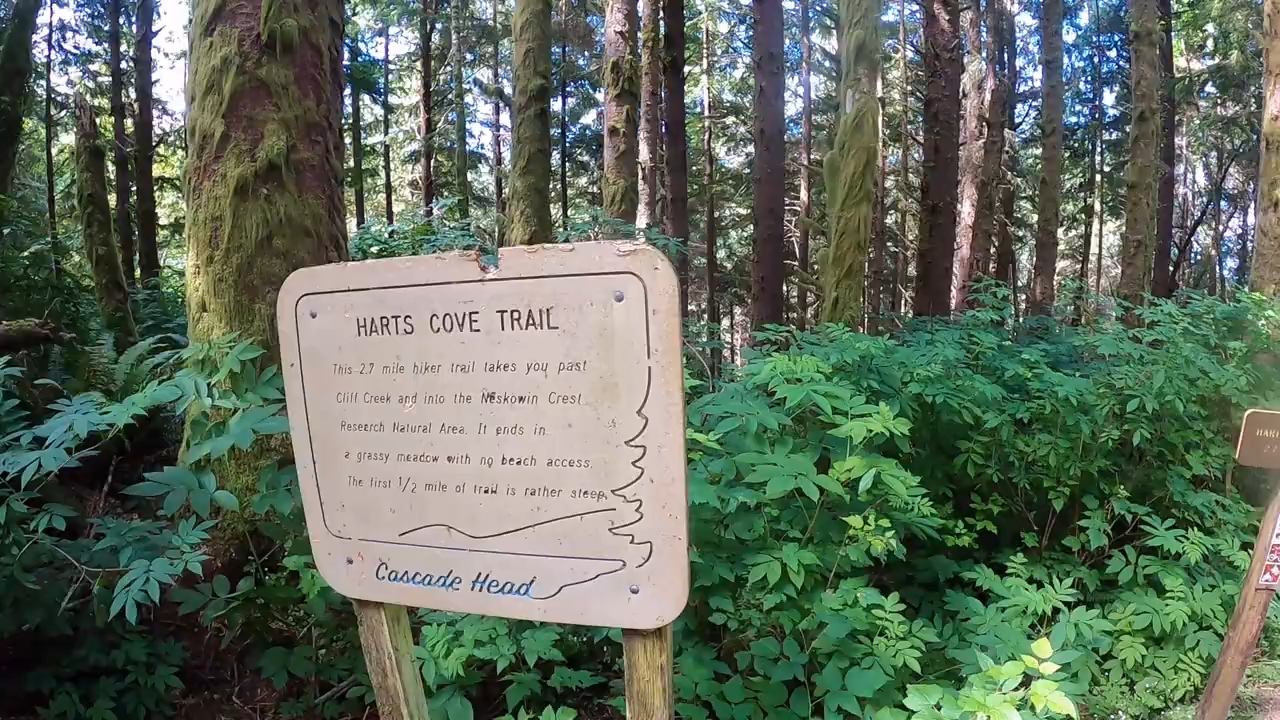 HARTS COVE TRAIL
This 2.7 mile hiker trail takes you past
Cliff Creek and into the Neskowin Crest
Research Natural Area. It ends in
a grassy meadow with no beach access.
The first 1/2 mile of trail is rather steep.
Cascade Head
HART